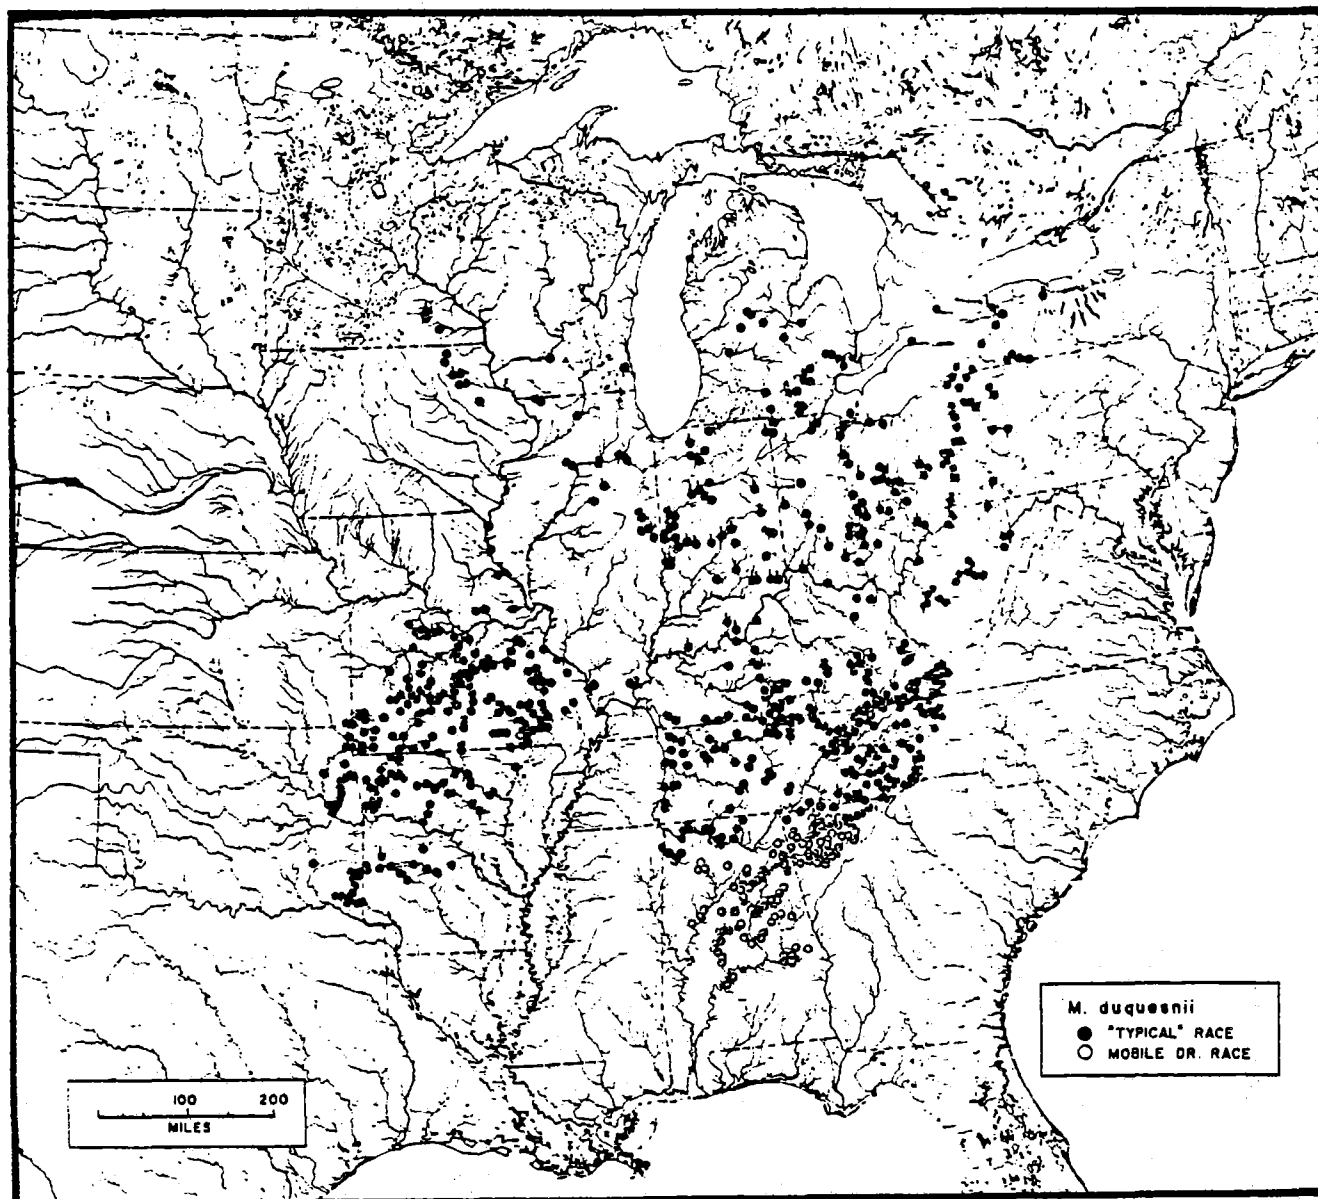 M. duquesnii
"TYPICAL" RACE
MOBILE DR. RACE
100 200
MILES